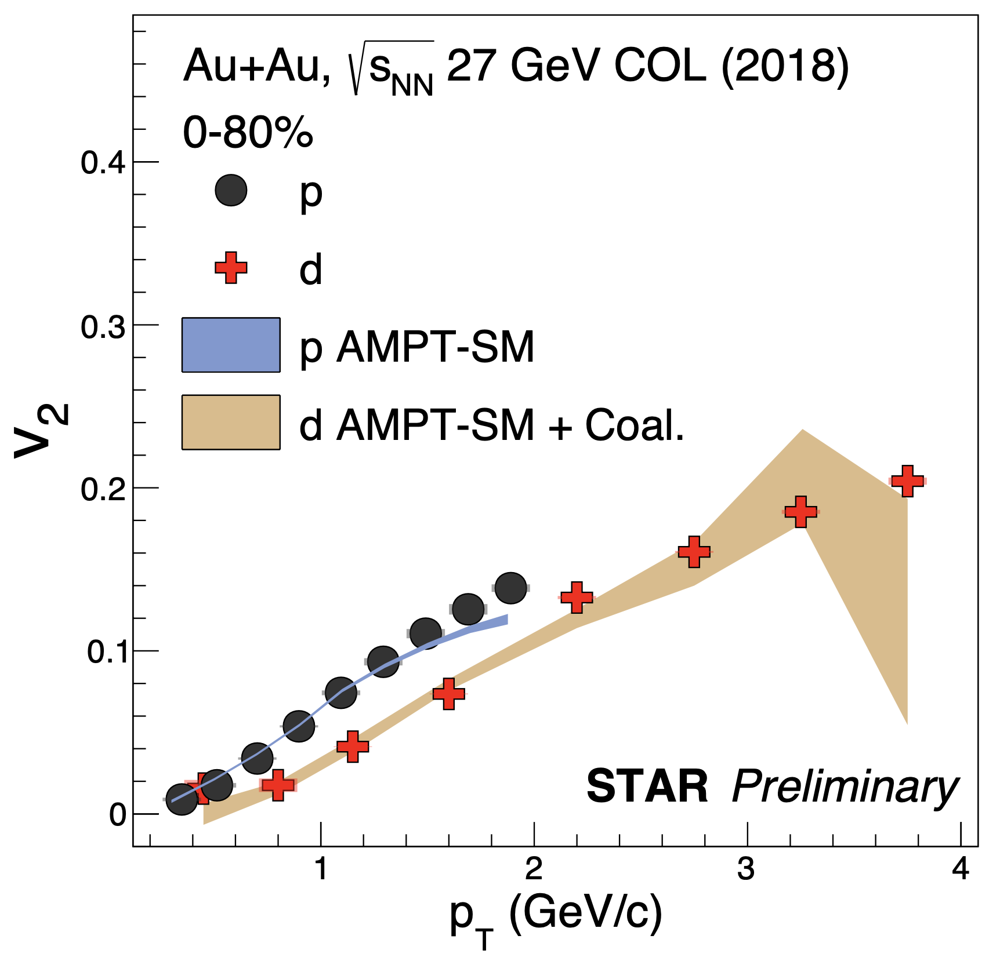 Au+Au, √sNN 27 GeV COL (2018)
0-80%
p
d
p AMPT-SM
d AMPT-SM + Coal.
0.4
0.3
0.2
0.1
0
v2
STAR Preliminary
1 2 3 4
pT (GeV/c)